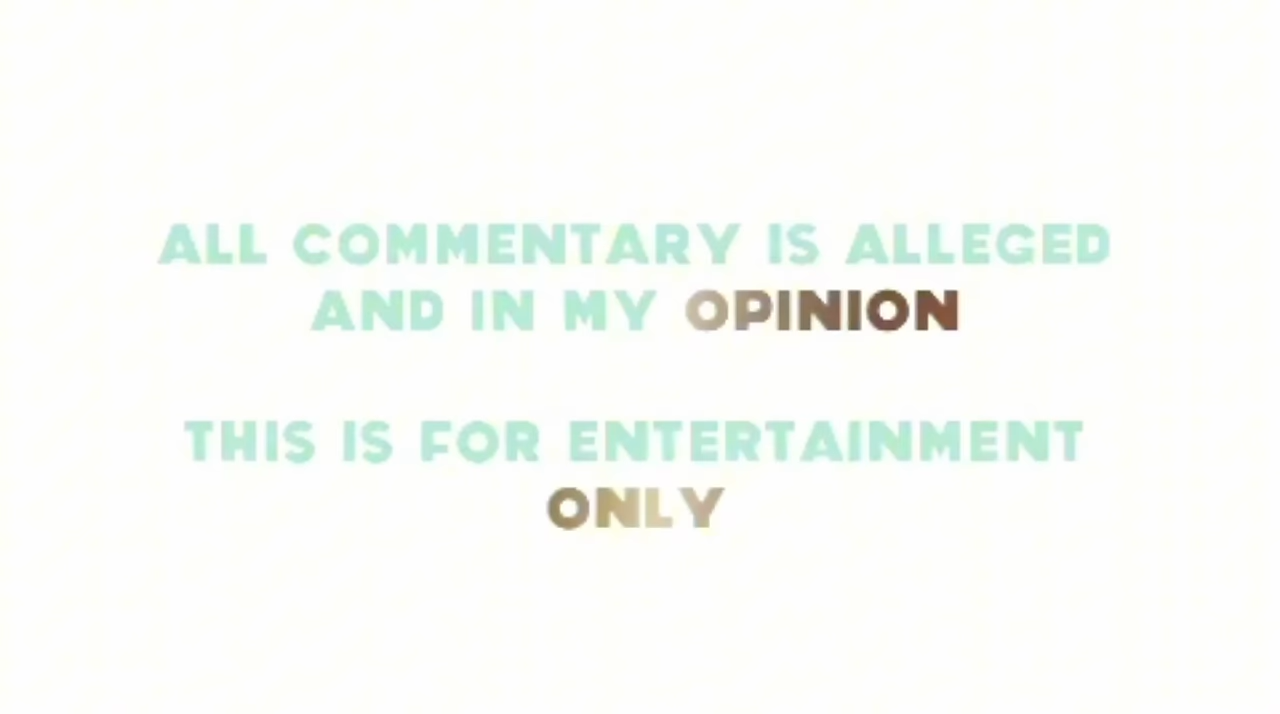 ALL COMMENTARY IS ALLEGED
AND IN MY OPINION
THIS IS FOR ENTERTAINMENT
ONLY